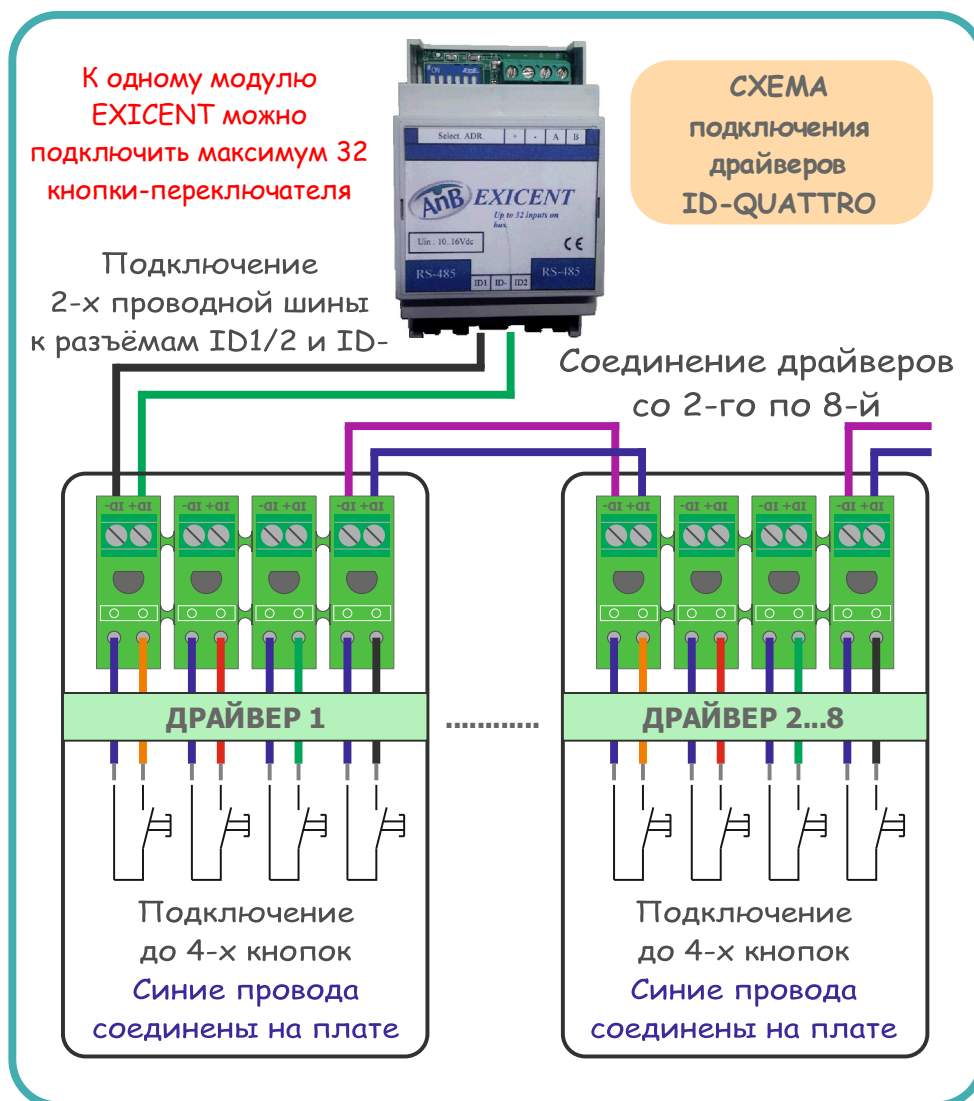 К одному модулю
EXICENT можно
подключить максимум 32
кнопки-переключателя
СХЕМА
подключения
драйверов
ID-QUATTRO
ON
Select. ADR. + - A B
AnB EXICENT
Up to 32 inputs on
bus.
Uin : 10..16Vdc
CE
RS-485 ID1 ID- ID2 RS-485
Подключение
2-х проводной шины
к разъёмам ID1/2 и ID-
Соединение драйверов
со 2-го по 8-й
ID- ID+ ID- ID+ ID- ID+ ID- ID+
ID- ID+ ID- ID+ ID- ID+ ID- ID+
ДРАЙВЕР 1
............
ДРАЙВЕР 2...8
Подключение
до 4-х кнопок
Синие провода
соединены на плате
Подключение
до 4-х кнопок
Синие провода
соединены на плате